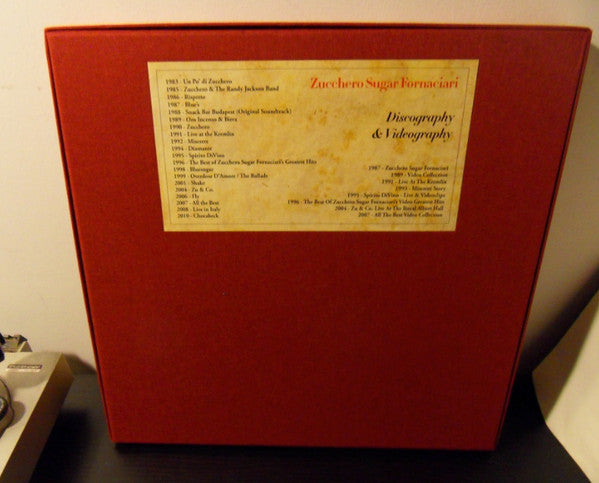 Zucchero Sugar Fornaciari
Discography
& Videography
1983 - Un Po' di Zucchero
1985 - Zucchero & The Randy Jackson Band
1986 - Rispetto
1987 - Blue's
1988 - Snack Bar Budapest (Original Soundtrack)
1989 - Oro Incenso & Birra
1990 - Zucchero
1991 - Live at the Kremlin
1992 - Miserere
1994 - Diamante
1995 - Spirito DiVino
1996 - The Best of Zucchero Sugar Fornaciari's Greatest Hits
1998 - Bluesugar
1999 - Overdose D'Amore / The Ballads
2001 - Shake
2004 - Zu & Co.
2006 - Fly
2007 - All the Best
2008 - Live in Italy
2010 - Chocabeck
1987 - Zucchero Sugar Fornaciari
1989 - Video Collection
1991 - Live At The Kremlin
1993 - Miserere Story
1995 - Spirito DiVino - Live & Videoclips
1996 - The Best Of Zucchero Sugar Fornaciari's Video Greatest Hits
2004 - Zu & Co. Live At The Royal Albert Hall
2007 - All The Best Video Collection